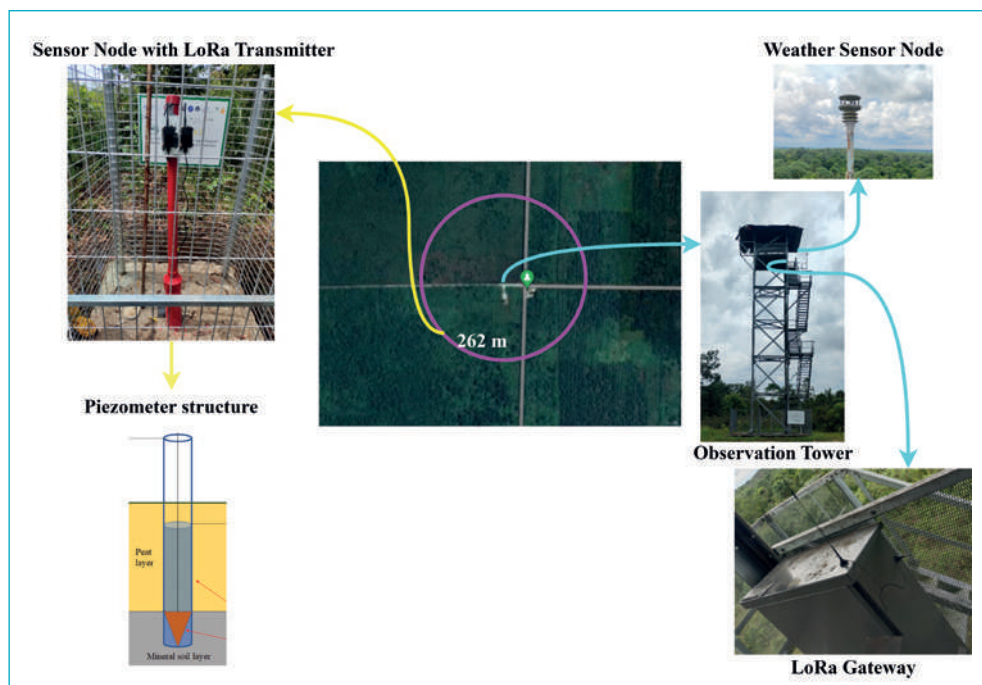 Sensor Node with LoRa Transmitter
Weather Sensor Node
262 m
Piezometer structure
Observation Tower
Peat
layer
Mineral soil layer
LoRa Gateway